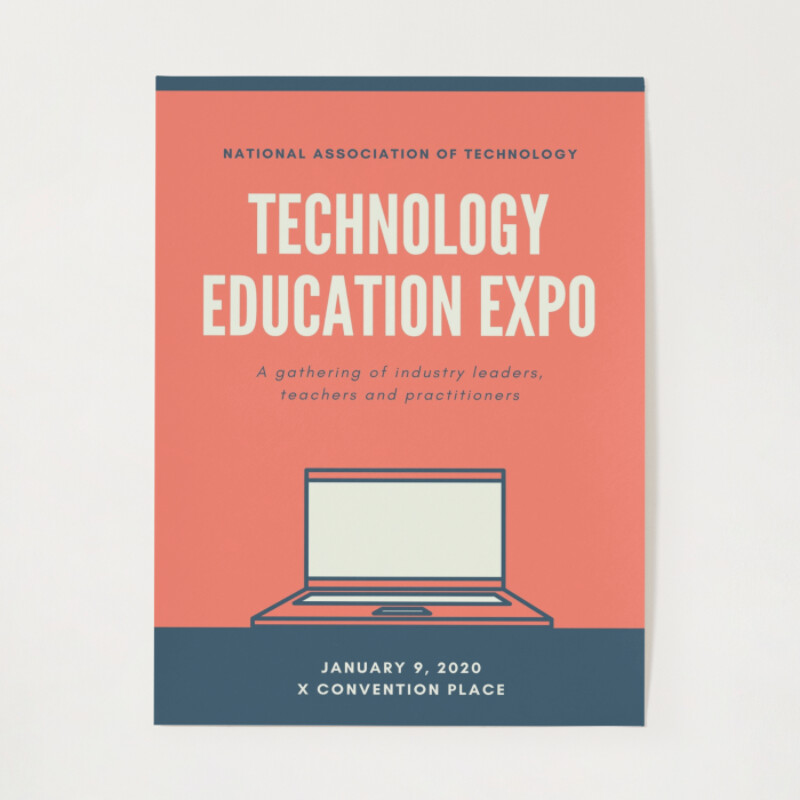 NATIONAL ASSOCIATION OF TECHNOLOGY
TECHNOLOGY
EDUCATION EXPO
A gathering of industry leaders,
teachers and practitioners
JANUARY 9, 2020
X CONVENTION PLACE